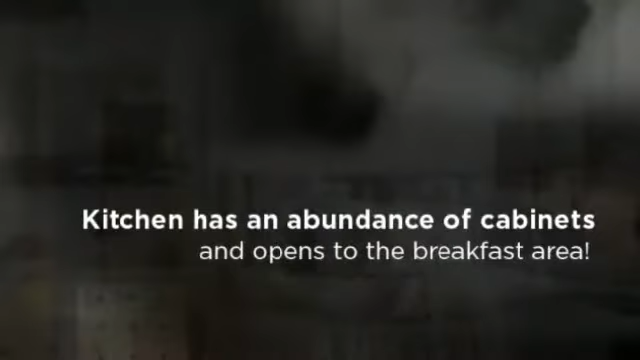 Kitchen has an abundance of cabinets
and opens to the breakfast area!